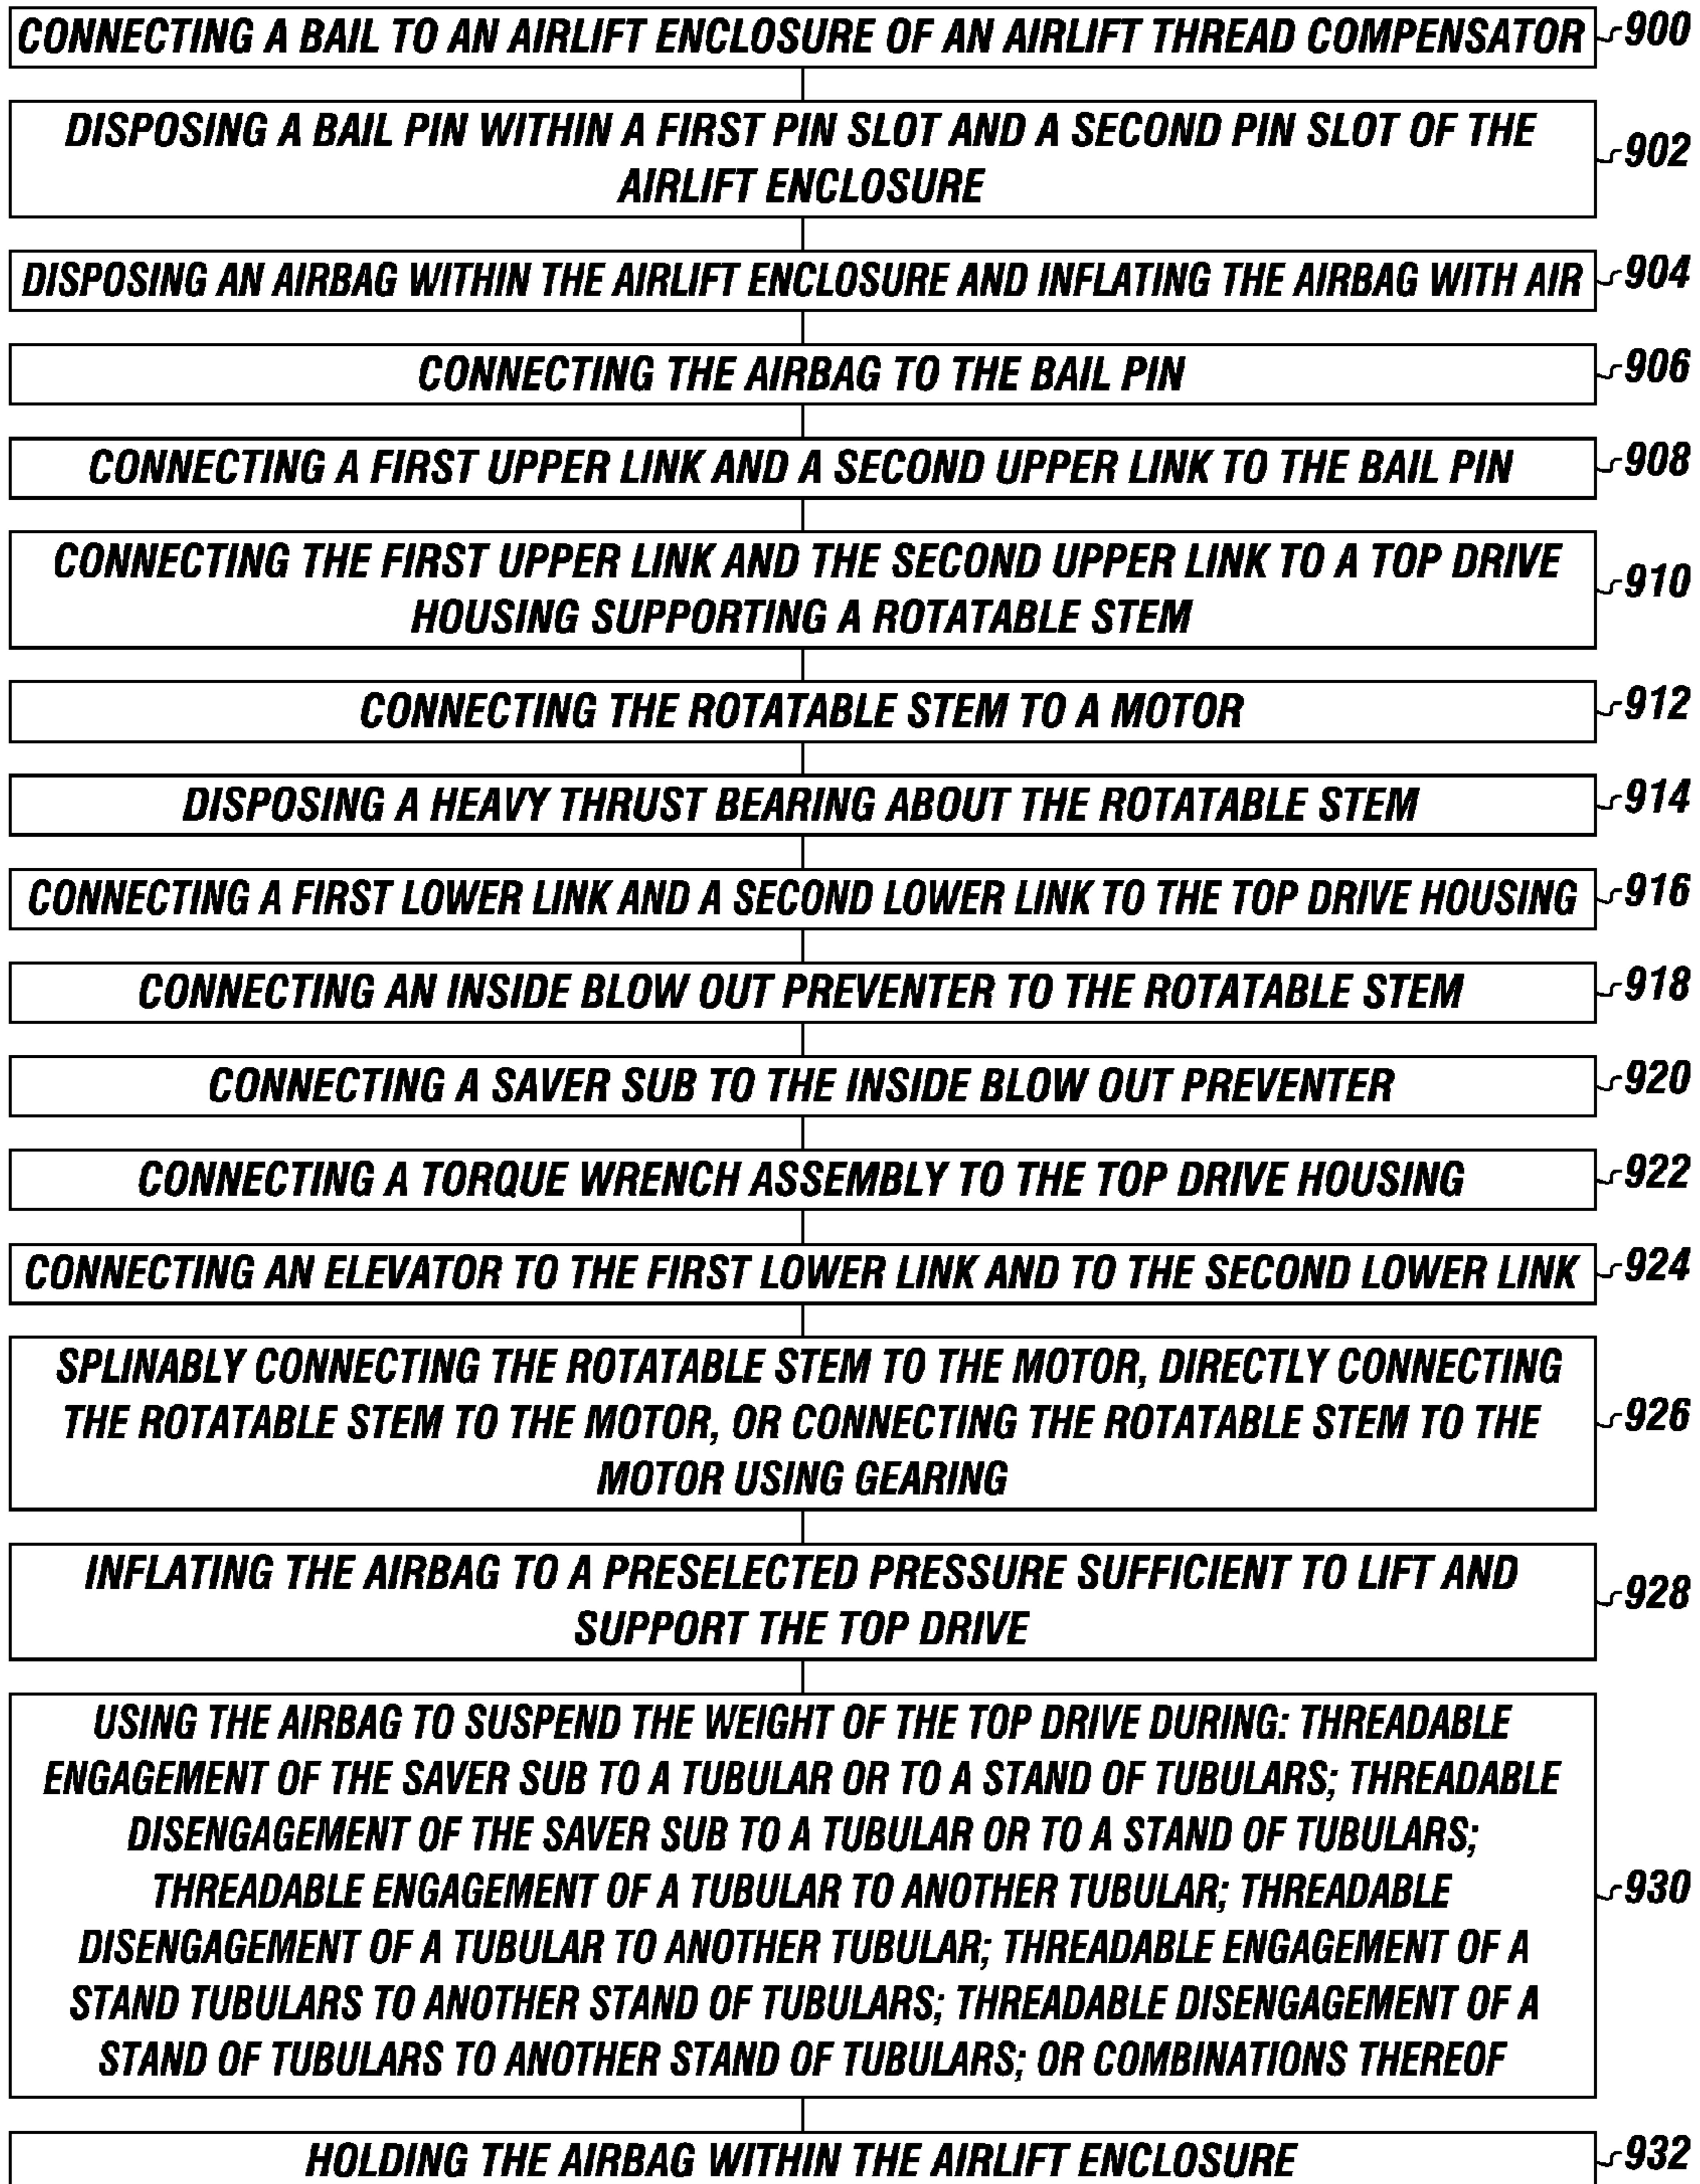 CONNECTING A BAIL TO AN AIRLIFT ENCLOSURE OF AN AIRLIFT THREAD COMPENSATOR 900
DISPOSING A BAIL PIN WITHIN A FIRST PIN SLOT AND A SECOND PIN SLOT OF THE
AIRLIFT ENCLOSURE
902
DISPOSING AN AIRBAG WITHIN THE AIRLIFT ENCLOSURE AND INFLATING THE AIRBAG WITH AIR 904
CONNECTING THE AIRBAG TO THE BAIL PIN 906
CONNECTING A FIRST UPPER LINK AND A SECOND UPPER LINK TO THE BAIL PIN 908
CONNECTING THE FIRST UPPER LINK AND THE SECOND UPPER LINK TO A TOP DRIVE
HOUSING SUPPORTING A ROTATABLE STEM
910
CONNECTING THE ROTATABLE STEM TO A MOTOR 912
DISPOSING A HEAVY THRUST BEARING ABOUT THE ROTATABLE STEM 914
CONNECTING A FIRST LOWER LINK AND A SECOND LOWER LINK TO THE TOP DRIVE HOUSING 916
CONNECTING AN INSIDE BLOW OUT PREVENTER TO THE ROTATABLE STEM 918
CONNECTING A SAVER SUB TO THE INSIDE BLOW OUT PREVENTER 920
CONNECTING A TORQUE WRENCH ASSEMBLY TO THE TOP DRIVE HOUSING 922
CONNECTING AN ELEVATOR TO THE FIRST LOWER LINK AND TO THE SECOND LOWER LINK 924
SPLINABLY CONNECTING THE ROTATABLE STEM TO THE MOTOR, DIRECTLY CONNECTING
THE ROTATABLE STEM TO THE MOTOR, OR CONNECTING THE ROTATABLE STEM TO THE
MOTOR USING GEARING
926
INFLATING THE AIRBAG TO A PRESELECTED PRESSURE SUFFICIENT TO LIFT AND
SUPPORT THE TOP DRIVE
928
USING THE AIRBAG TO SUSPEND THE WEIGHT OF THE TOP DRIVE DURING: THREADABLE
ENGAGEMENT OF THE SAVER SUB TO A TUBULAR OR TO A STAND OF TUBULARS; THREADABLE
DISENGAGEMENT OF THE SAVER SUB TO A TUBULAR OR TO A STAND OF TUBULARS;
THREADABLE ENGAGEMENT OF A TUBULAR TO ANOTHER TUBULAR; THREADABLE
DISENGAGEMENT OF A TUBULAR TO ANOTHER TUBULAR; THREADABLE ENGAGEMENT OF A
STAND TUBULARS TO ANOTHER STAND OF TUBULARS; THREADABLE DISENGAGEMENT OF A
STAND OF TUBULARS TO ANOTHER STAND OF TUBULARS; OR COMBINATIONS THEREOF
930
HOLDING THE AIRBAG WITHIN THE AIRLIFT ENCLOSURE 932